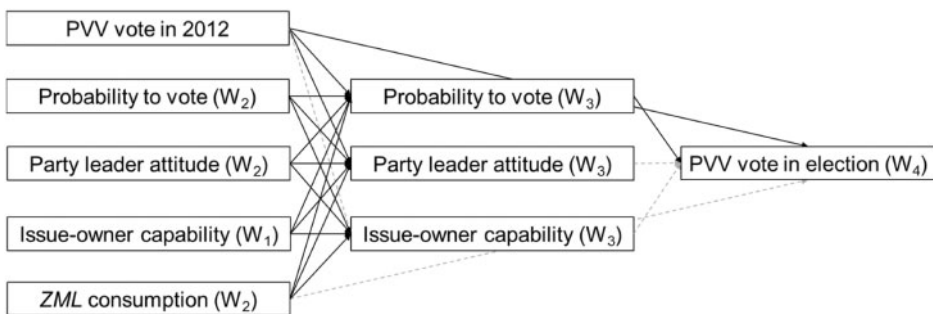 PVV vote in 2012
Probability to vote (W₂)
Probability to vote (W₃)
Party leader attitude (W₂)
Party leader attitude (W₃)
PVV vote in election (W₄)
Issue-owner capability (W₁)
Issue-owner capability (W₃)
ZML consumption (W₂)